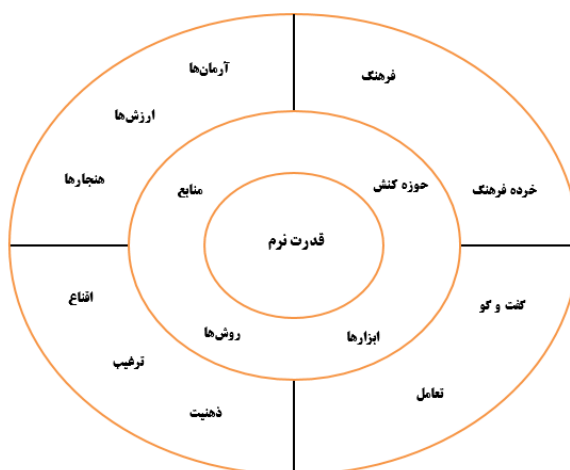 آرمان‌ها
فرهنگ
ارزش‌ها
هنجارها
منابع
حوزه کنش
خرده فرهنگ
قدرت نرم
اقناع
گفت و گو
روش‌ها
ابزارها
ترغیب
تعامل
ذهنیت